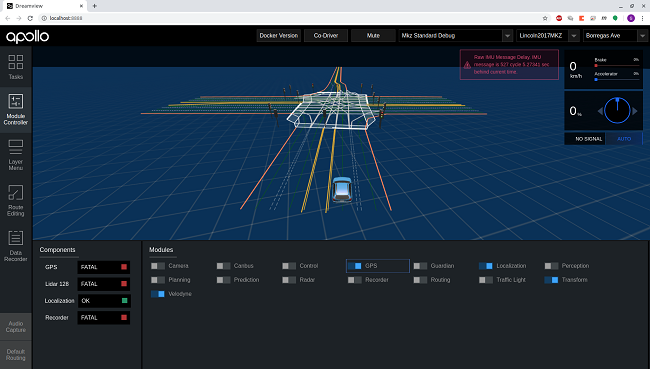 Dreamview
localhost:8888
apollo
Docker Version
Co-Driver
Mute
Mkz Standard Debug
Lincoln2017MKZ
Borregas Ave
Tasks
Module
Controller
Layer
Menu
Route
Editing
Data
Recorder
Audio
Capture
Default
Routing
Raw IMU Message Delay. IMU
message is 527 cycle 5.27341 sec
behind current time
0
km/h
Brake 0%
Accelerator 0%
0 %
NO SIGNAL AUTO
Components
GPS FATAL
Lidar 128 FATAL
Localization OK
Recorder FATAL
Modules
Camera Canbus Control GPS Guardian Localization Perception
Planning Prediction Radar Recorder Routing Traffic Light Transform
Velodyne